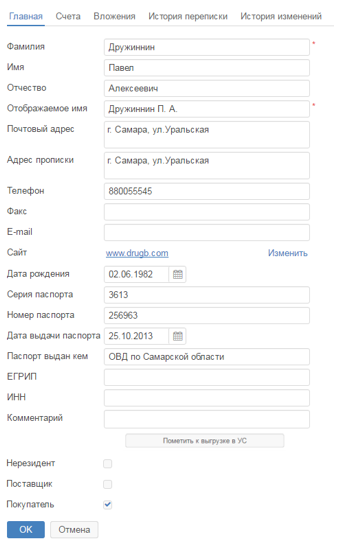 Главная Счета Вложения История переписки История изменений
Фамилия Дружиннин *
Имя Павел
Отчество Алексеевич
Отображаемое имя Дружиннин П. А. *
Почтовый адрес г. Самара, ул.Уральская
Адрес прописки г. Самара, ул.Уральская
Телефон 880055545
Факс
E-mail
Сайт www.drugb.com Изменить
Дата рождения 02.06.1982
Серия паспорта 3613
Номер паспорта 256963
Дата выдачи паспорта 25.10.2013
Паспорт выдан кем ОВД по Самарской области
ЕГРИП
ИНН
Комментарий
Пометить к выгрузке в УС
Нерезидент
Поставщик
Покупатель
OK Отмена